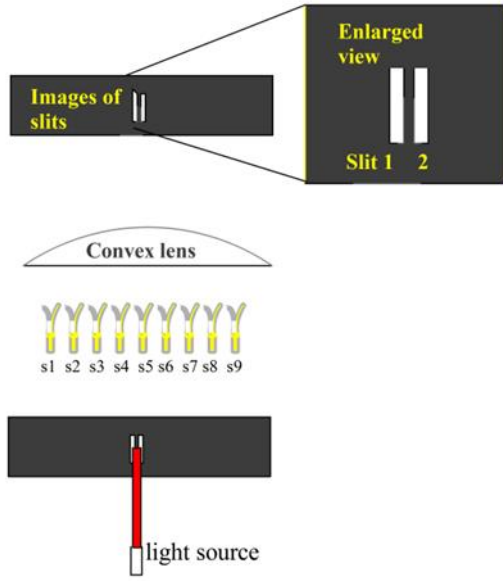 Images of
slits
Enlarged
view
Slit 1 2
Convex lens
s1 s2 s3 s4 s5 s6 s7 s8 s9
light source